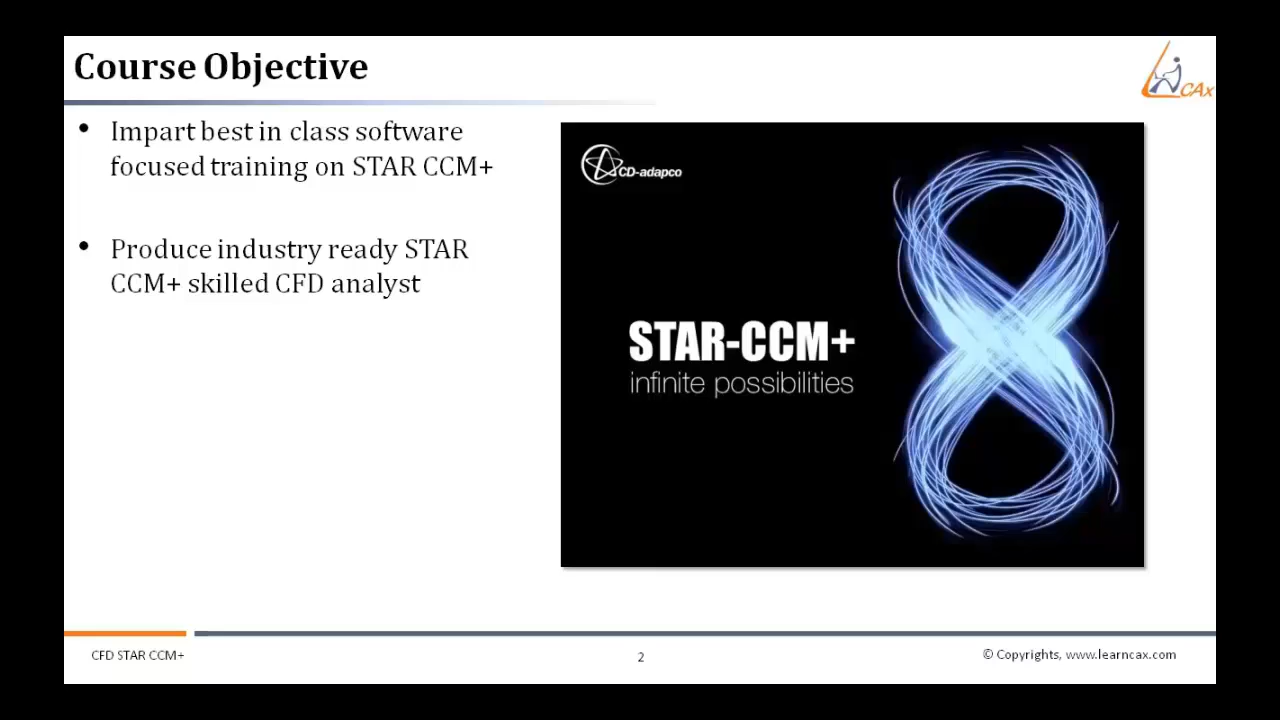 Course Objective
CAx
• Impart best in class software
focused training on STAR CCM+
• Produce industry ready STAR
CCM+ skilled CFD analyst
CD-adapco
8
STAR-CCM+
infinite possibilities
CFD STAR CCM+
2
© Copyrights, www.learncax.com